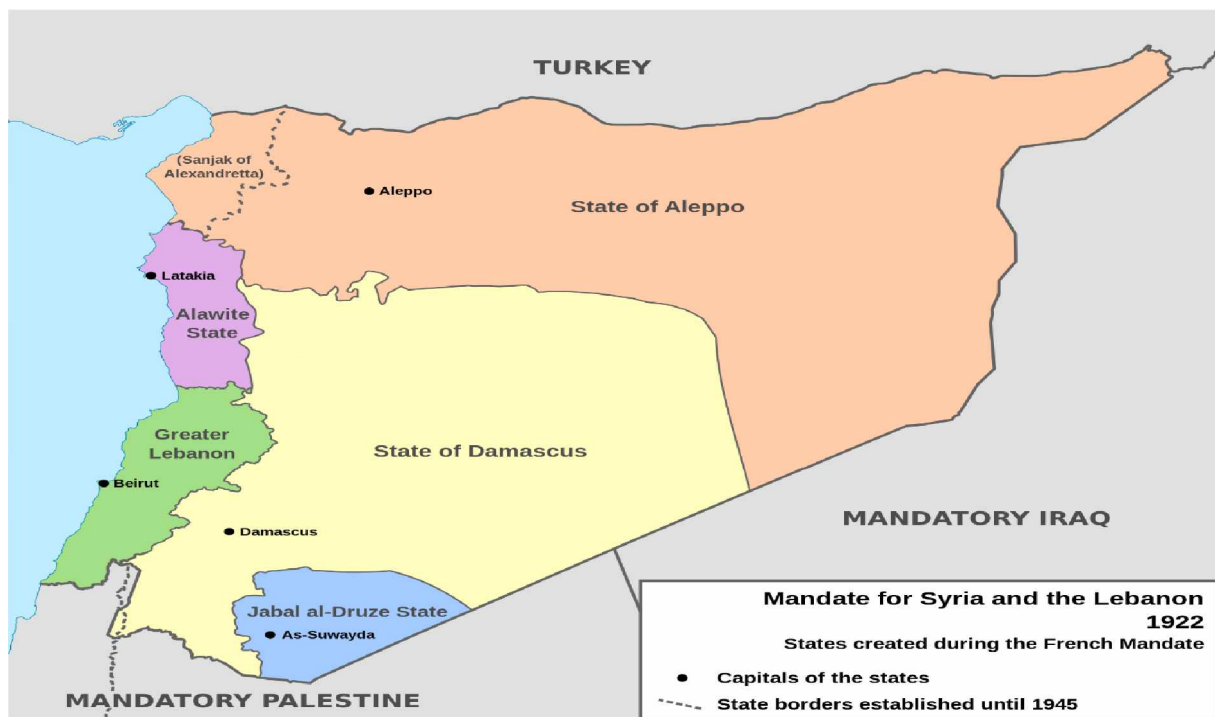 TURKEY
(Sanjak of
Alexandretta)
Aleppo
State of Aleppo
Latakia
Alawite
State
Greater
Lebanon
State of Damascus
Beirut
Damascus
MANDATORY IRAQ
Jabal al-Druze State
As-Suwayda
MANDATORY PALESTINE
Mandate for Syria and the Lebanon
1922
States created during the French Mandate
Capitals of the states
State borders established until 1945